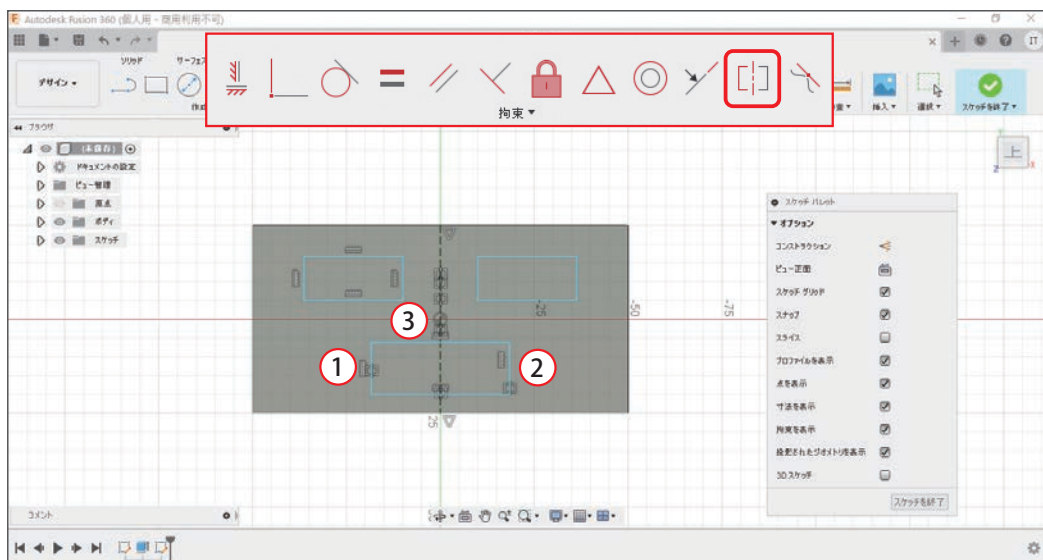 Autodesk Fusion 360 (個人用 - 商用利用不可)
IT
ソリッド
サーフェス
デザイン
拘束
挿入
選択
スケッチを終了
ブラウザ
(未保存)
ドキュメントの設定
ビュー管理
原点
ボディ
スケッチ
上
Z
X
スケッチ パレット
オプション
コンストラクション
ビュー正面
スケッチ グリッド
スナップ
スライス
プロファイルを表示
点を表示
寸法を表示
拘束を表示
投影されたジオメトリを表示
3D スケッチ
スケッチを終了
-25
-50
-75
③
①
②
25
コメント